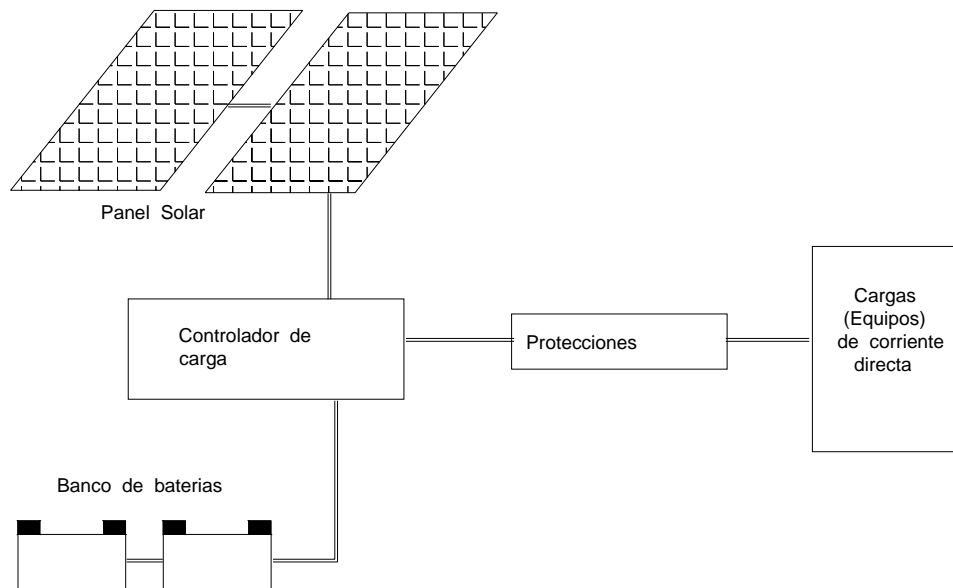 Panel Solar
Controlador de
carga
Protecciones
Cargas
(Equipos)
de corriente
directa
Banco de baterias